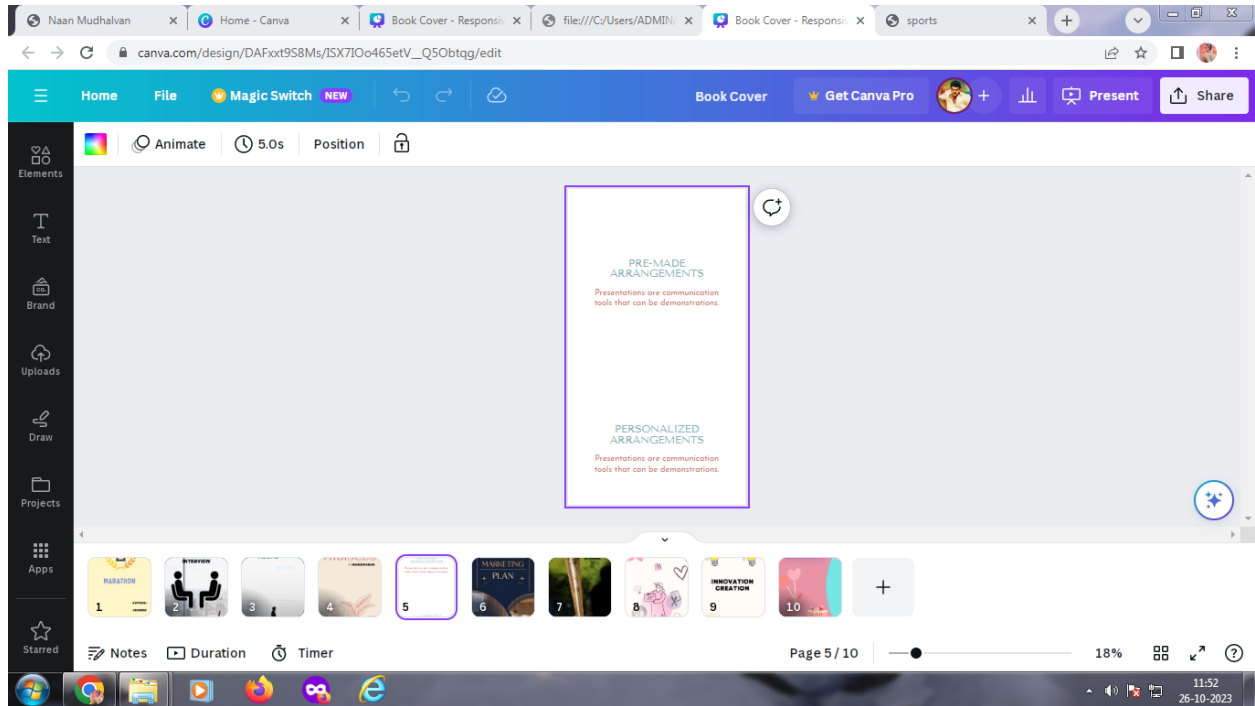 Naan Mudhalvan
Home - Canva
Book Cover - Responsiv
file:///C:/Users/ADMIN/
Book Cover - Responsiv
sports
canva.com/design/DAFxxt9S8Ms/ISX7IOo465etV__Q5Obtqg/edit
Home
File
Magic Switch
NEW
Book Cover
Get Canva Pro
Present
Share
Elements
Text
Brand
Uploads
Draw
Projects
Apps
Starred
Animate
5.0s
Position
PRE-MADE
ARRANGEMENTS
Presentations are communication
tools that can be demonstrations.
PERSONALIZED
ARRANGEMENTS
Presentations are communication
tools that can be demonstrations.
MARATHON
1
INTERVIEW
2
3
4
5
MARKETING
PLAN
6
7
8
INNOVATION
CREATION
9
10
Notes
Duration
Timer
Page 5 / 10
18%
11:52
26-10-2023